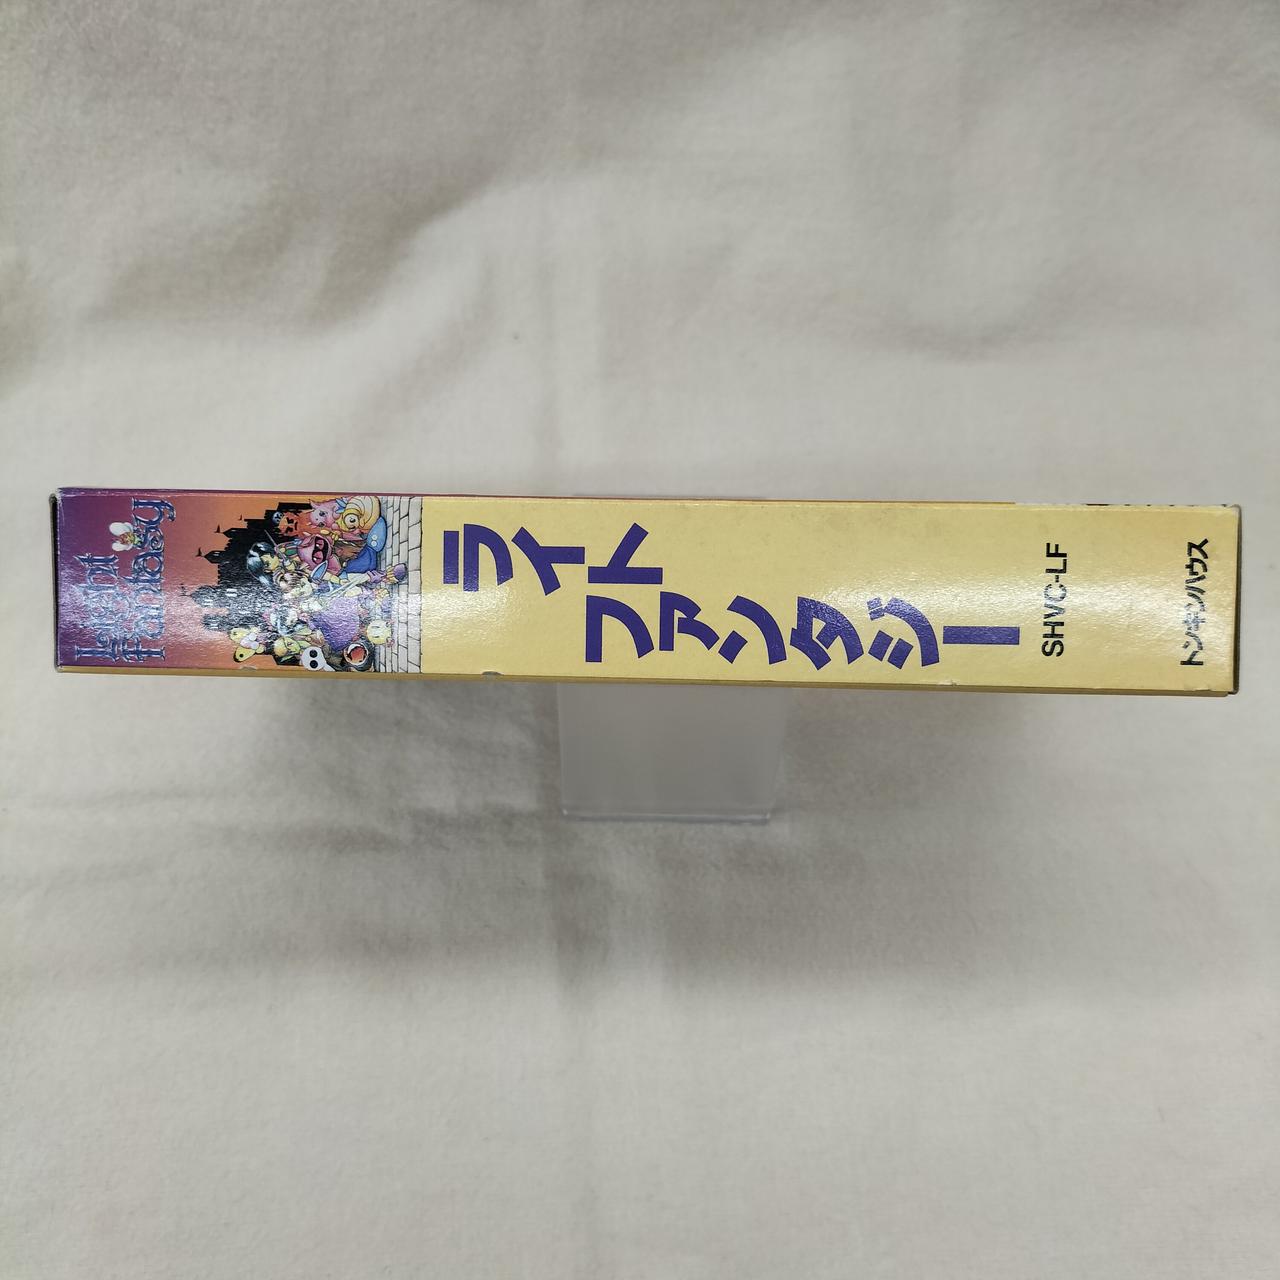 Light
Fantasy
ライト
ファンタジー
SHVC-LF
トンキンハウス